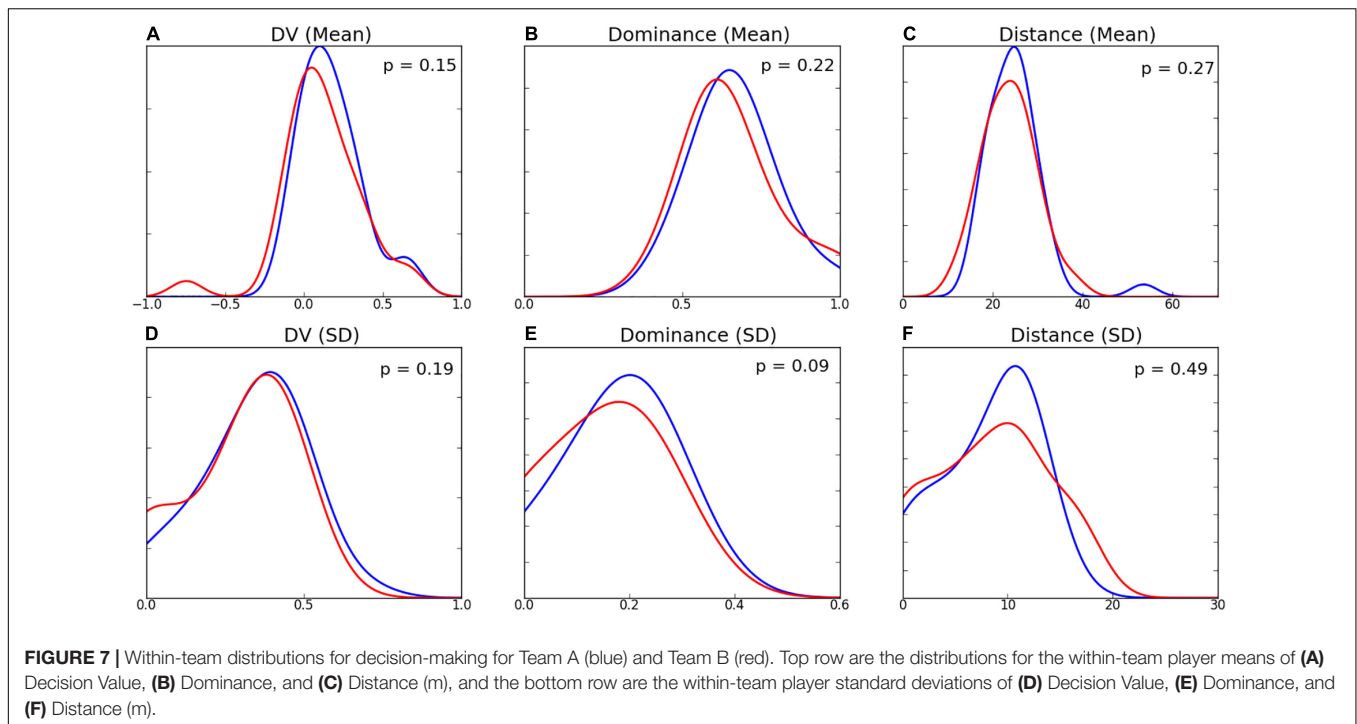 A DV (Mean)
p = 0.15
−1.0 −0.5 0.0 0.5 1.0
B Dominance (Mean)
p = 0.22
0.0 0.5 1.0
C Distance (Mean)
p = 0.27
0 20 40 60
D DV (SD)
p = 0.19
0.0 0.5 1.0
E Dominance (SD)
p = 0.09
0.0 0.2 0.4 0.6
F Distance (SD)
p = 0.49
0 10 20 30
FIGURE 7 | Within-team distributions for decision-making for Team A (blue) and Team B (red). Top row are the distributions for the within-team player means of (A)
Decision Value, (B) Dominance, and (C) Distance (m), and the bottom row are the within-team player standard deviations of (D) Decision Value, (E) Dominance, and
(F) Distance (m).